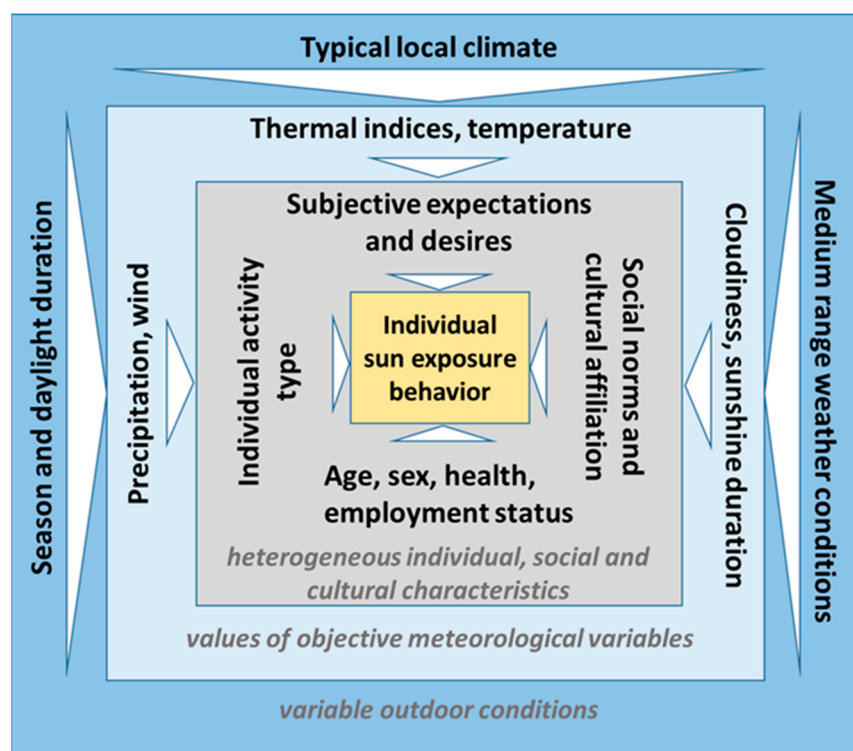 Typical local climate
Thermal indices, temperature
Subjective expectations
and desires
Season and daylight duration
Precipitation, wind
Individual activity
type
Individual
sun exposure
behavior
Social norms and
cultural affiliation
Cloudiness, sunshine duration
Medium range weather conditions
Age, sex, health,
employment status
heterogeneous individual, social and
cultural characteristics
values of objective meteorological variables
variable outdoor conditions